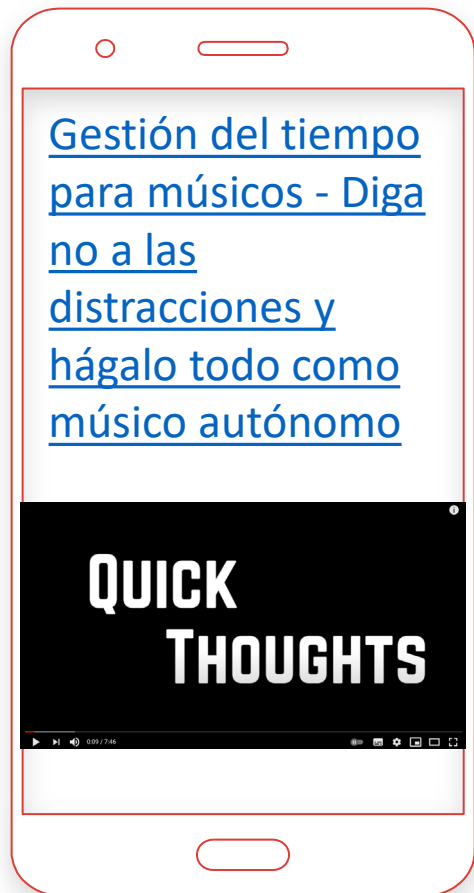 Gestión del tiempo
para músicos - Diga
no a las
distracciones y
hágalo todo como
músico autónomo
QUICK
THOUGHTS
0:09 / 7:46